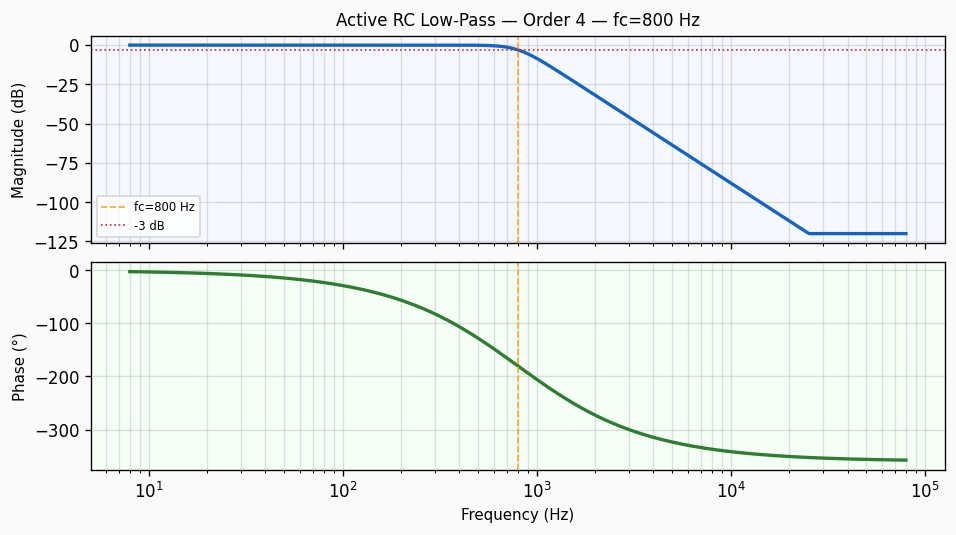 Active RC Low-Pass — Order 4 — fc=800 Hz
Magnitude (dB)
0
−25
−50
−75
−100
−125
fc=800 Hz
-3 dB
Phase (°)
0
−100
−200
−300
10¹
10²
10³
10⁴
10⁵
Frequency (Hz)